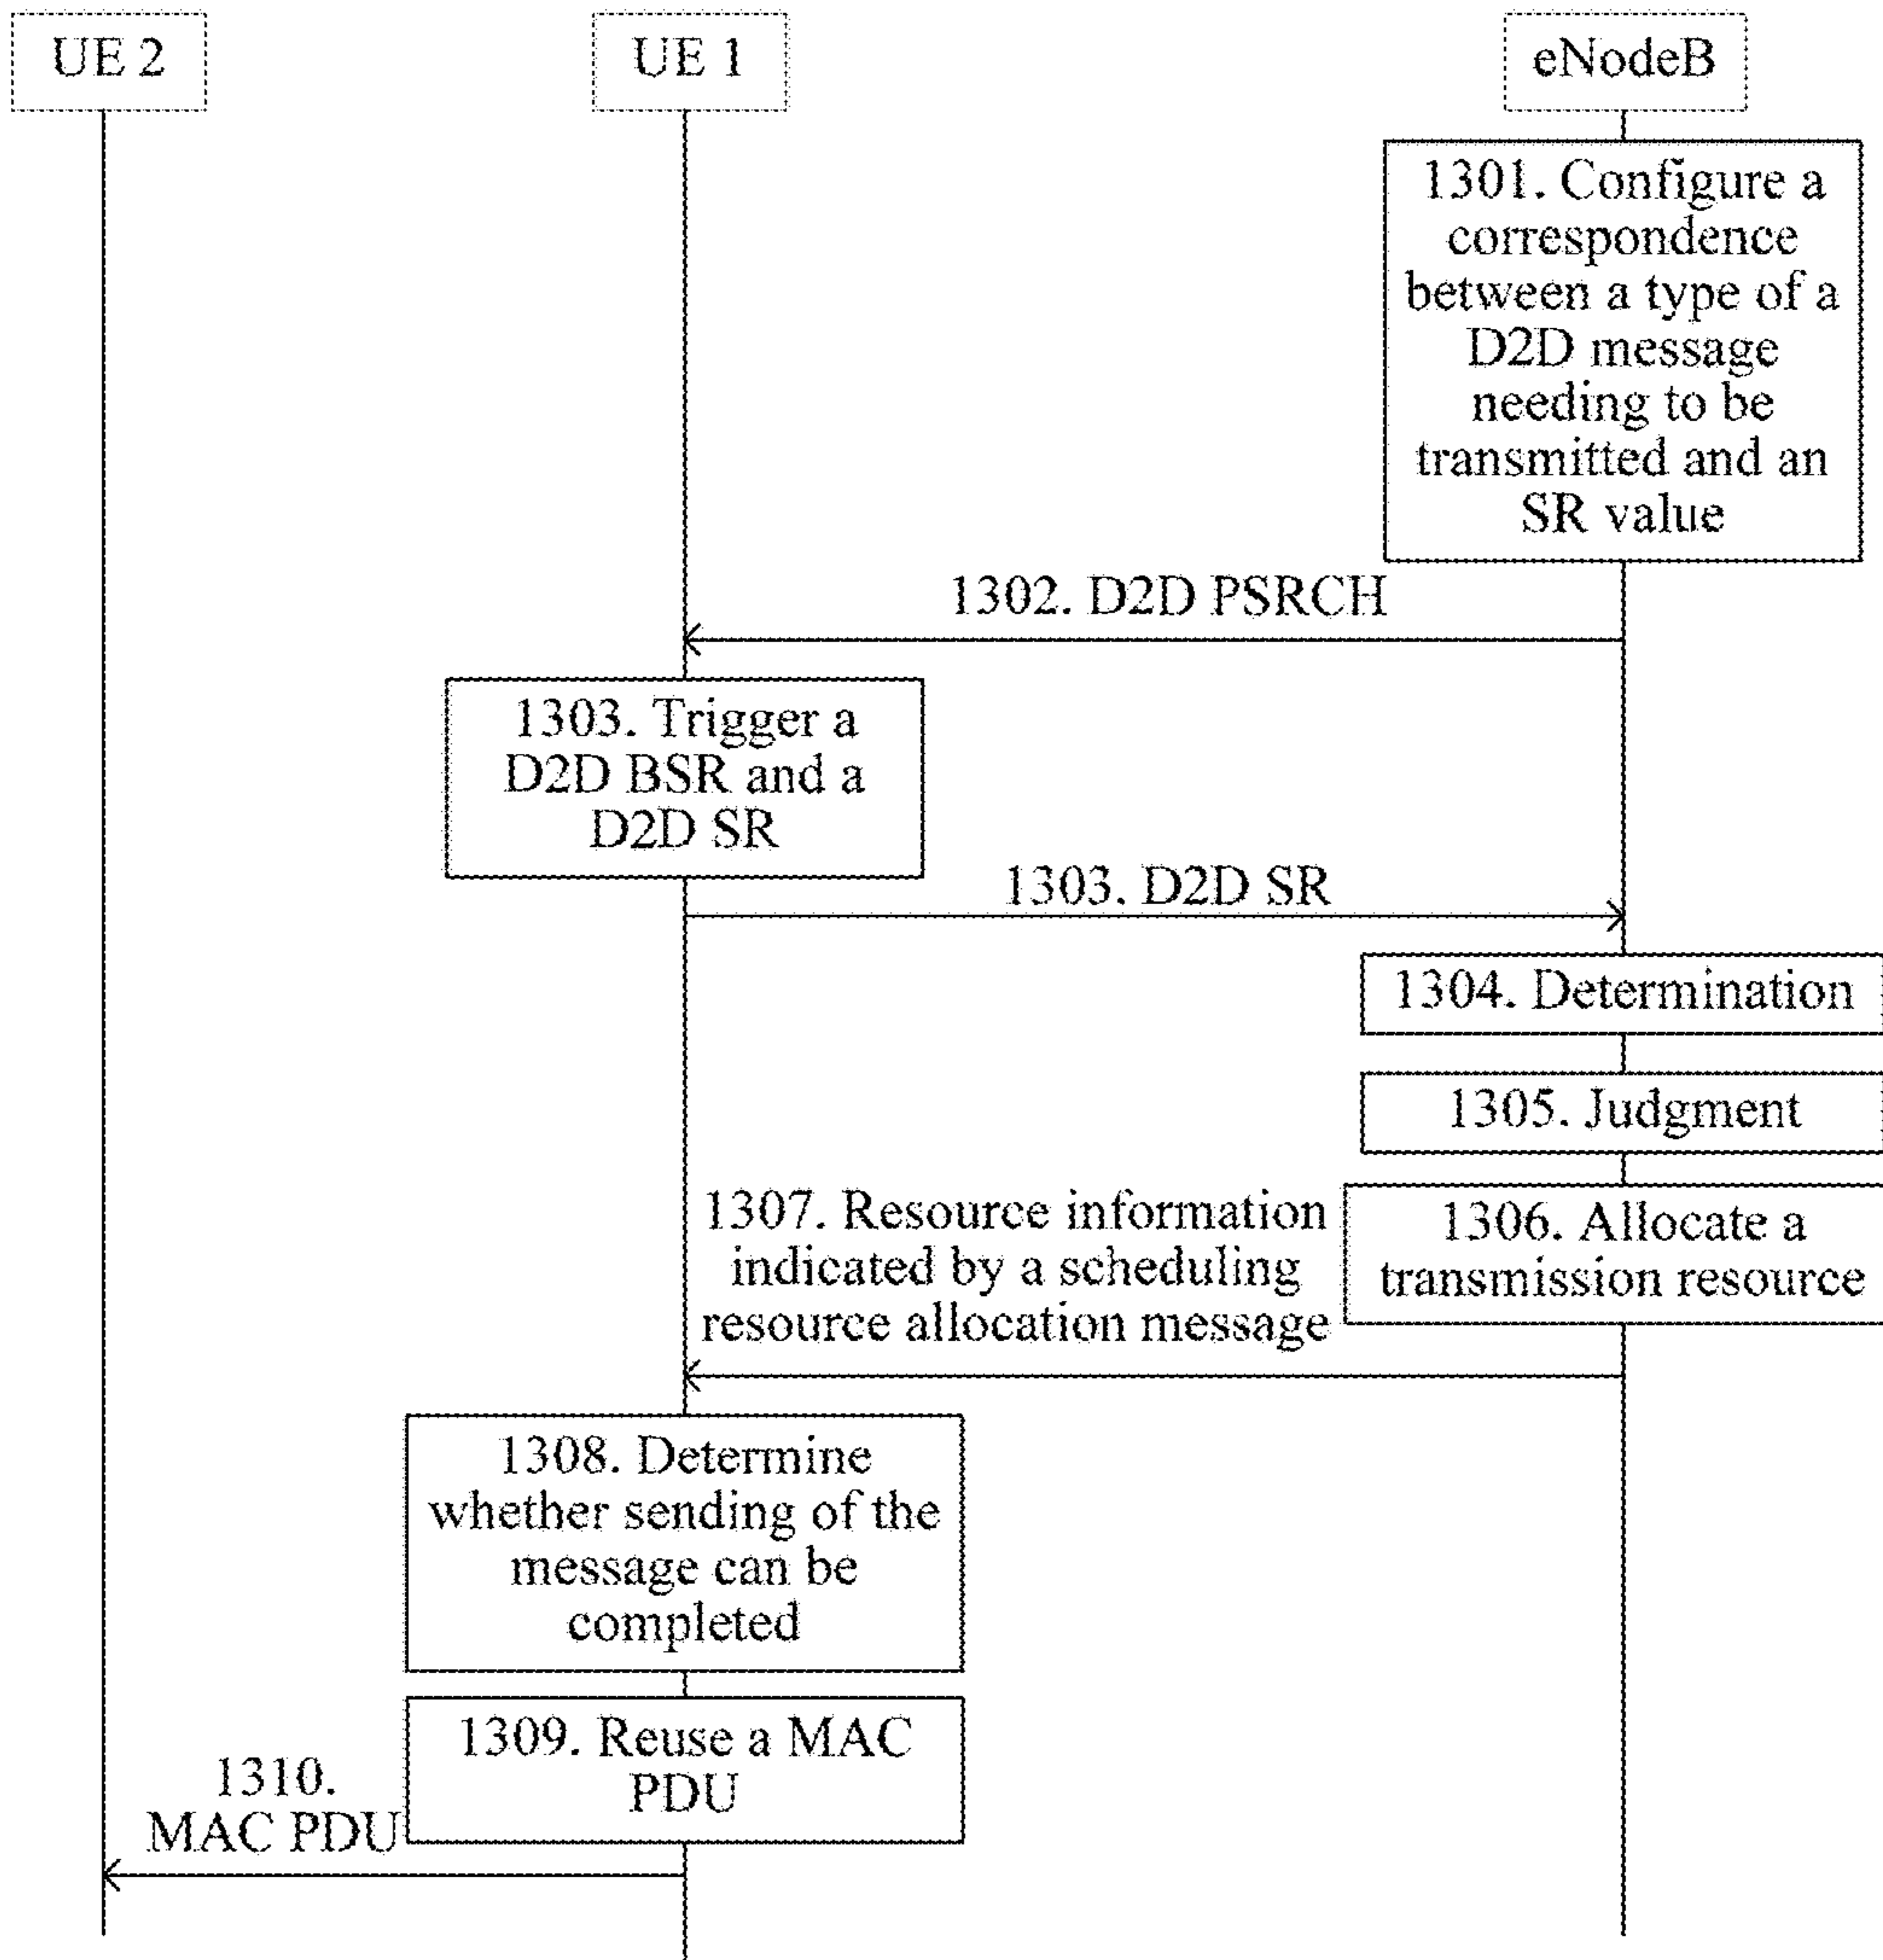 UE 2
UE 1
eNodeB
1301. Configure a
correspondence
between a type of a
D2D message
needing to be
transmitted and an
SR value
1302. D2D PSRCH
1303. Trigger a
D2D BSR and a
D2D SR
1303. D2D SR
1304. Determination
1305. Judgment
1306. Allocate a
transmission resource
1307. Resource information
indicated by a scheduling
resource allocation message
1308. Determine
whether sending of the
message can be
completed
1309. Reuse a MAC
PDU
1310.
MAC PDU